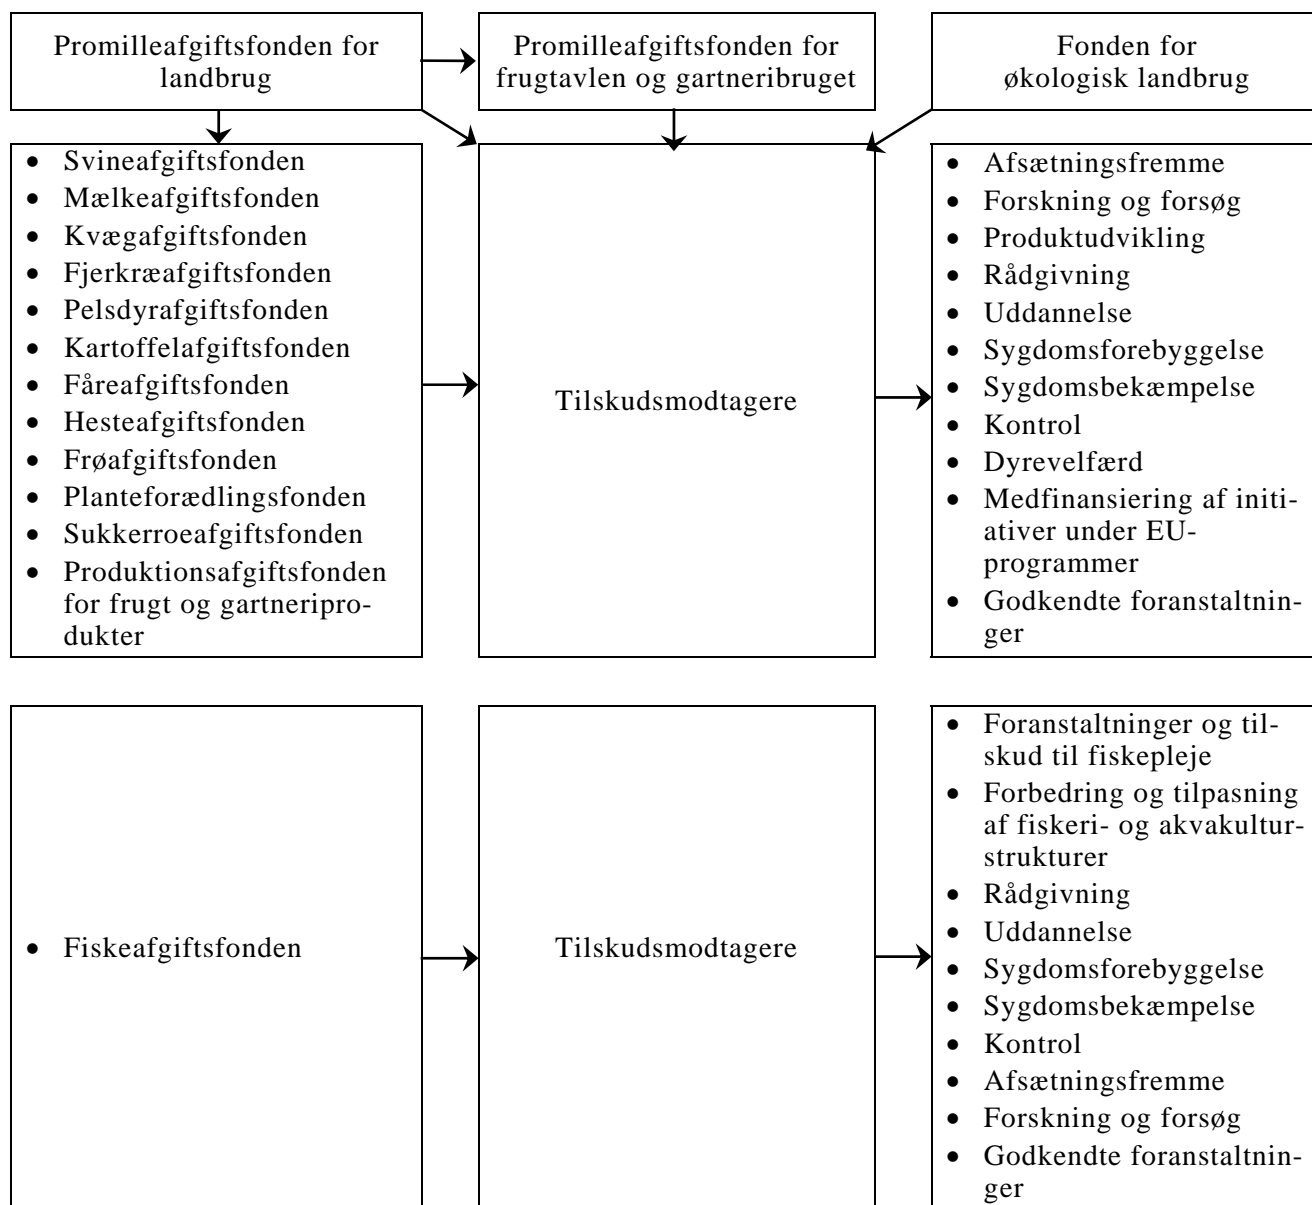 Promilleafgiftsfonden for
landbrug
Promilleafgiftsfonden for
frugtavlen og gartneribruget
Fonden for
økologisk landbrug
• Svineafgiftsfonden
• Mælkeafgiftsfonden
• Kvægafgiftsfonden
• Fjerkræafgiftsfonden
• Pelsdyrafgiftsfonden
• Kartoffelafgiftsfonden
• Fåreafgiftsfonden
• Hesteafgiftsfonden
• Frøafgiftsfonden
• Planteforædlingsfonden
• Sukkerroeafgiftsfonden
• Produktionsafgiftsfonden
for frugt og gartneripro-
dukter
Tilskudsmodtagere
• Afsætningsfremme
• Forskning og forsøg
• Produktudvikling
• Rådgivning
• Uddannelse
• Sygdomsforebyggelse
• Sygdomsbekæmpelse
• Kontrol
• Dyrevelfærd
• Medfinansiering af initi-
ativer under EU-
programmer
• Godkendte foranstaltnin-
ger
• Fiskeafgiftsfonden
Tilskudsmodtagere
• Foranstaltninger og til-
skud til fiskepleje
• Forbedring og tilpasning
af fiskeri- og akvakultur-
strukturer
• Rådgivning
• Uddannelse
• Sygdomsforebyggelse
• Sygdomsbekæmpelse
• Kontrol
• Afsætningsfremme
• Forskning og forsøg
• Godkendte foranstaltnin-
ger